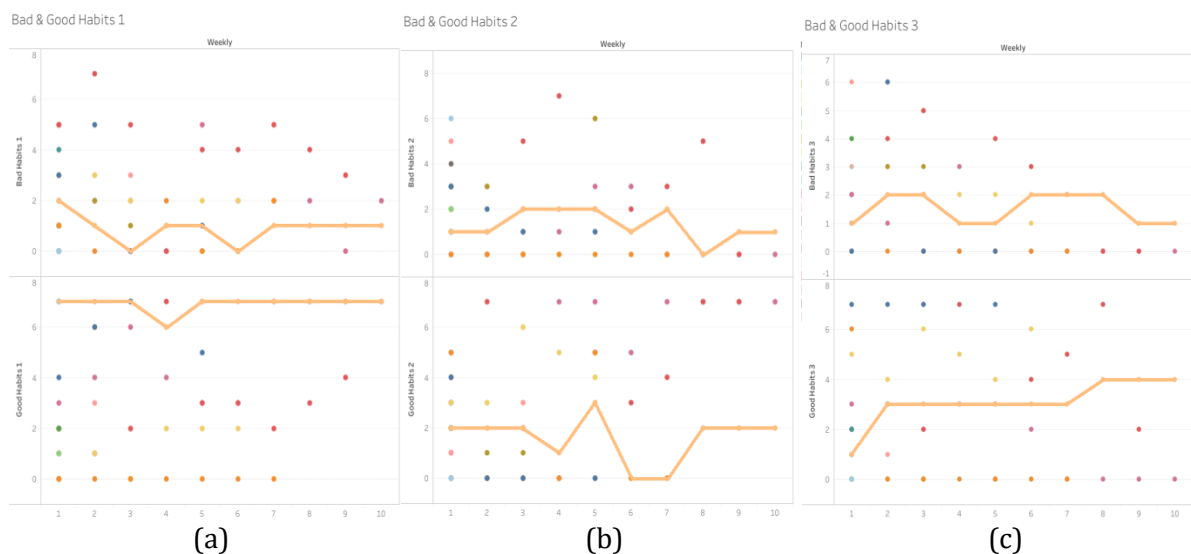 Bad & Good Habits 1
Weekly
Bad Habits 1
8
6
4
2
0
Good Habits 1
8
6
4
2
0
1 2 3 4 5 6 7 8 9 10
(a)
Bad & Good Habits 2
Weekly
Bad Habits 2
8
6
4
2
0
Good Habits 2
8
6
4
2
0
1 2 3 4 5 6 7 8 9 10
(b)
Bad & Good Habits 3
Weekly
Bad Habits 3
7
6
5
4
3
2
1
0
-1
Good Habits 3
8
6
4
2
0
1 2 3 4 5 6 7 8 9 10
(c)